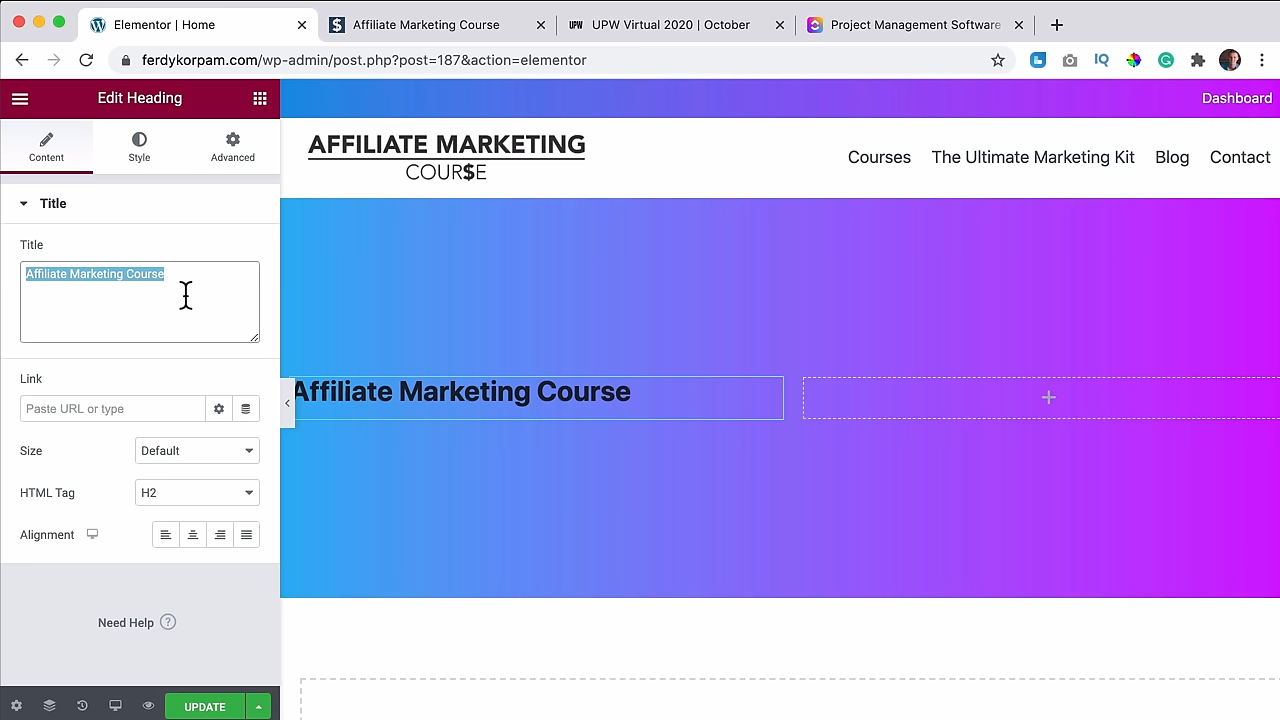 Elementor | Home
Affiliate Marketing Course
UPW Virtual 2020 | October
Project Management Software
ferdykorpam.com/wp-admin/post.php?post=187&action=elementor
Edit Heading
Dashboard
Content
Style
Advanced
AFFILIATE MARKETING
COUR$E
Courses
The Ultimate Marketing Kit
Blog
Contact
Title
Title
Affiliate Marketing Course
Link
Paste URL or type
Size
Default
HTML Tag
H2
Alignment
Affiliate Marketing Course
Need Help
UPDATE